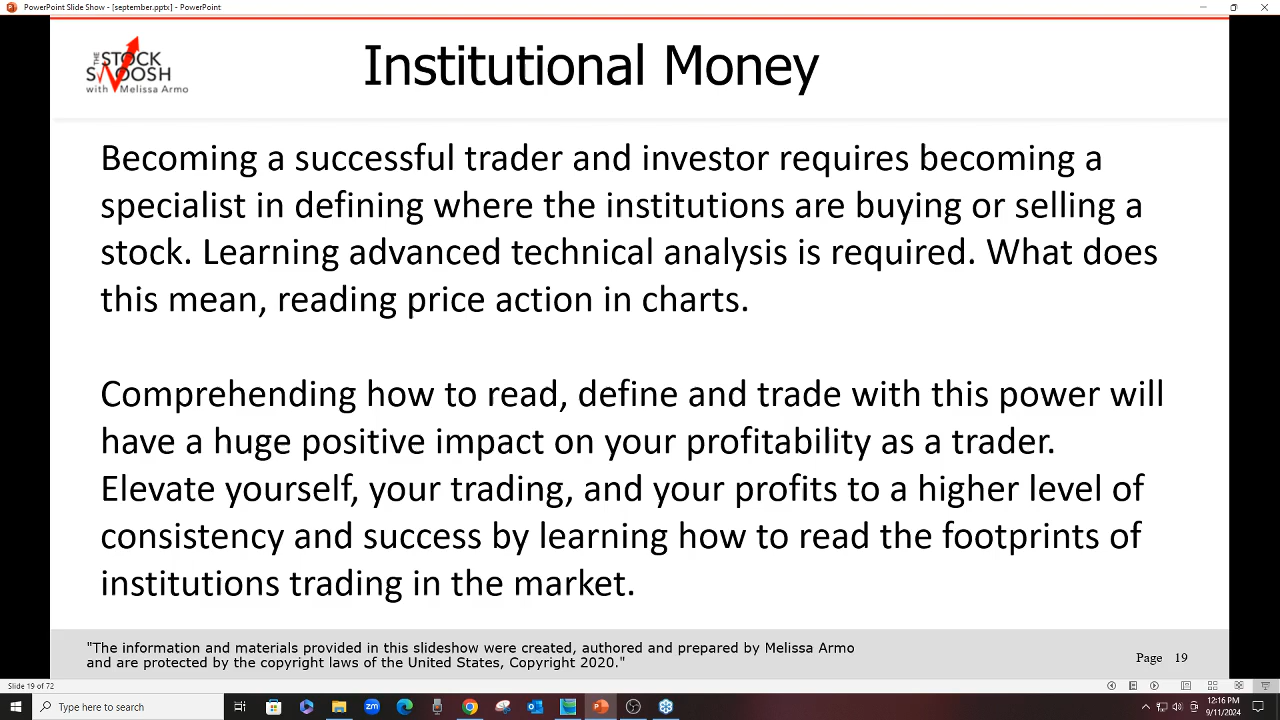 PowerPoint Slide Show - [september.pptx] - PowerPoint
THE
STOCK
SWOOSH
with Melissa Armo
Institutional Money
Becoming a successful trader and investor requires becoming a
specialist in defining where the institutions are buying or selling a
stock. Learning advanced technical analysis is required. What does
this mean, reading price action in charts.
Comprehending how to read, define and trade with this power will
have a huge positive impact on your profitability as a trader.
Elevate yourself, your trading, and your profits to a higher level of
consistency and success by learning how to read the footprints of
institutions trading in the market.
"The information and materials provided in this slideshow were created, authored and prepared by Melissa Armo
and are protected by the copyright laws of the United States, Copyright 2020."
Page 19
Slide 19 of 72
Type here to search
zm
12:16 PM
9/11/2024